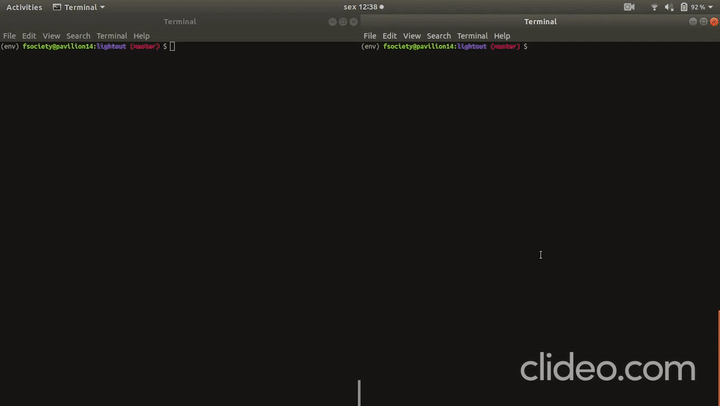 Activities Terminal sex 12:38 92 %
Terminal
File Edit View Search Terminal Help
(env) fsociety@pavilion14:lightout (master) $
Terminal
File Edit View Search Terminal Help
(env) fsociety@pavilion14:lightout (master) $
clideo.com